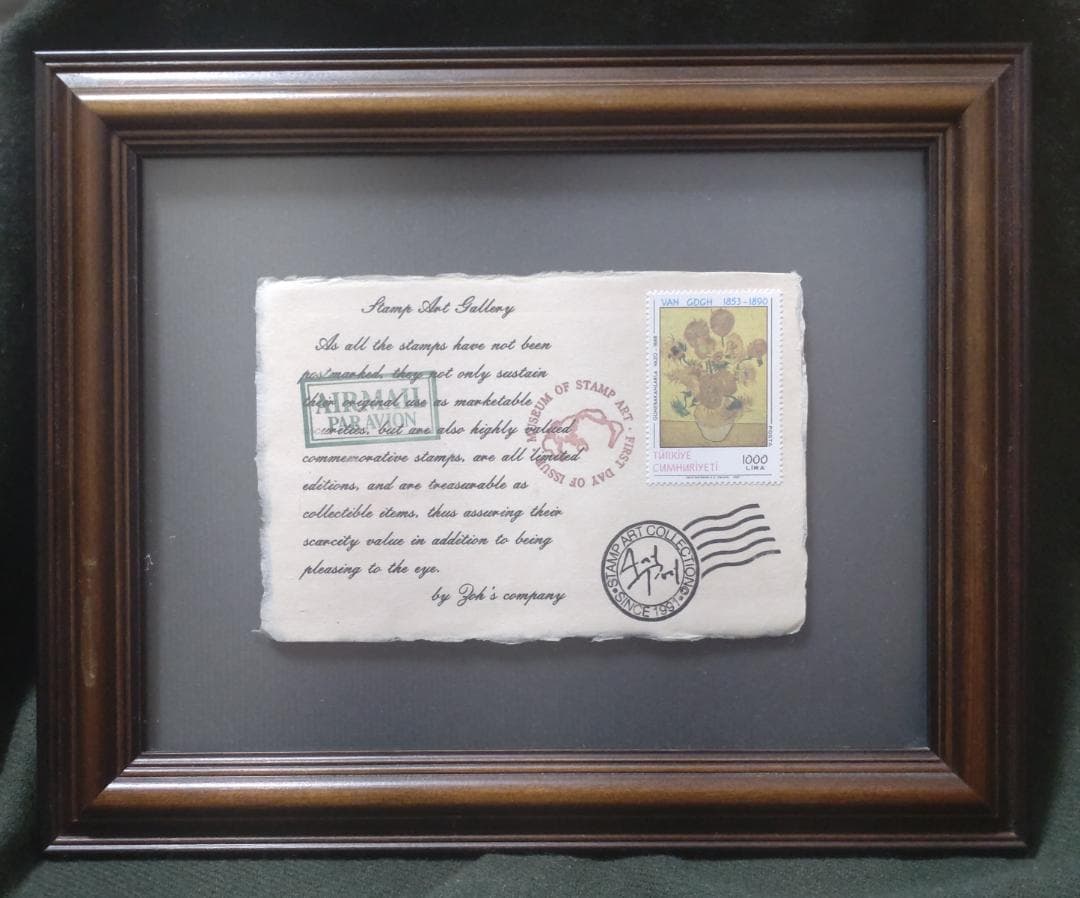 Stamp Art Gallery
As all the stamps have not been
postmarked, they not only sustain
their original use as marketable
securities, but are also highly valued
commemorative stamps, are all limited
editions, and are treasurable as
collectible items, thus assuring their
scarcity value in addition to being
pleasing to the eye.
by Zoh's company
AIRMAIL
PAR AVION
MUSEUM OF STAMP ART · FIRST DAY OF ISSUE
VAN GOGH 1853-1890
POSTA
TÜRKİYE
CUMHURİYETİ
1000
LİRA
STAMP ART COLLECTION
SINCE 1991